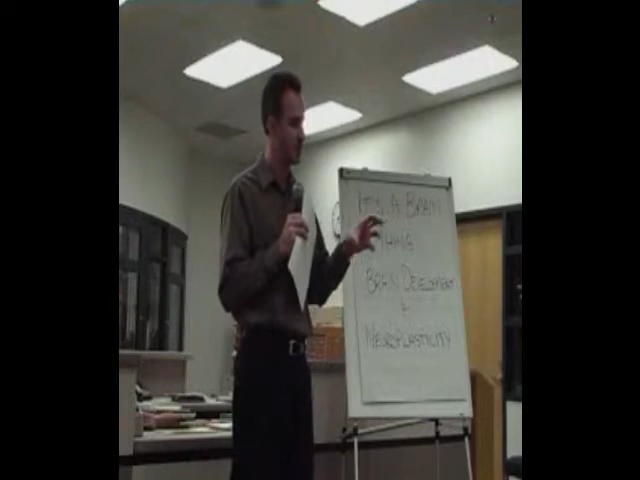 IT'S A BRAIN
THING
BRAIN DEVELOPMENT
&
NEUROPLASTICITY